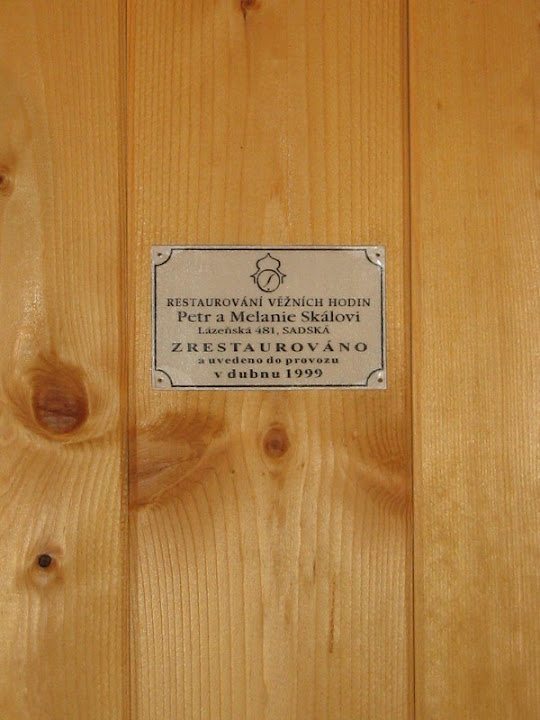 RESTAUROVÁNÍ VĚŽNÍCH HODIN
Petr a Melanie Skálovi
Lázeňská 481, SADSKÁ
ZRESTAUROVÁNO
a uvedeno do provozu
v dubnu 1999